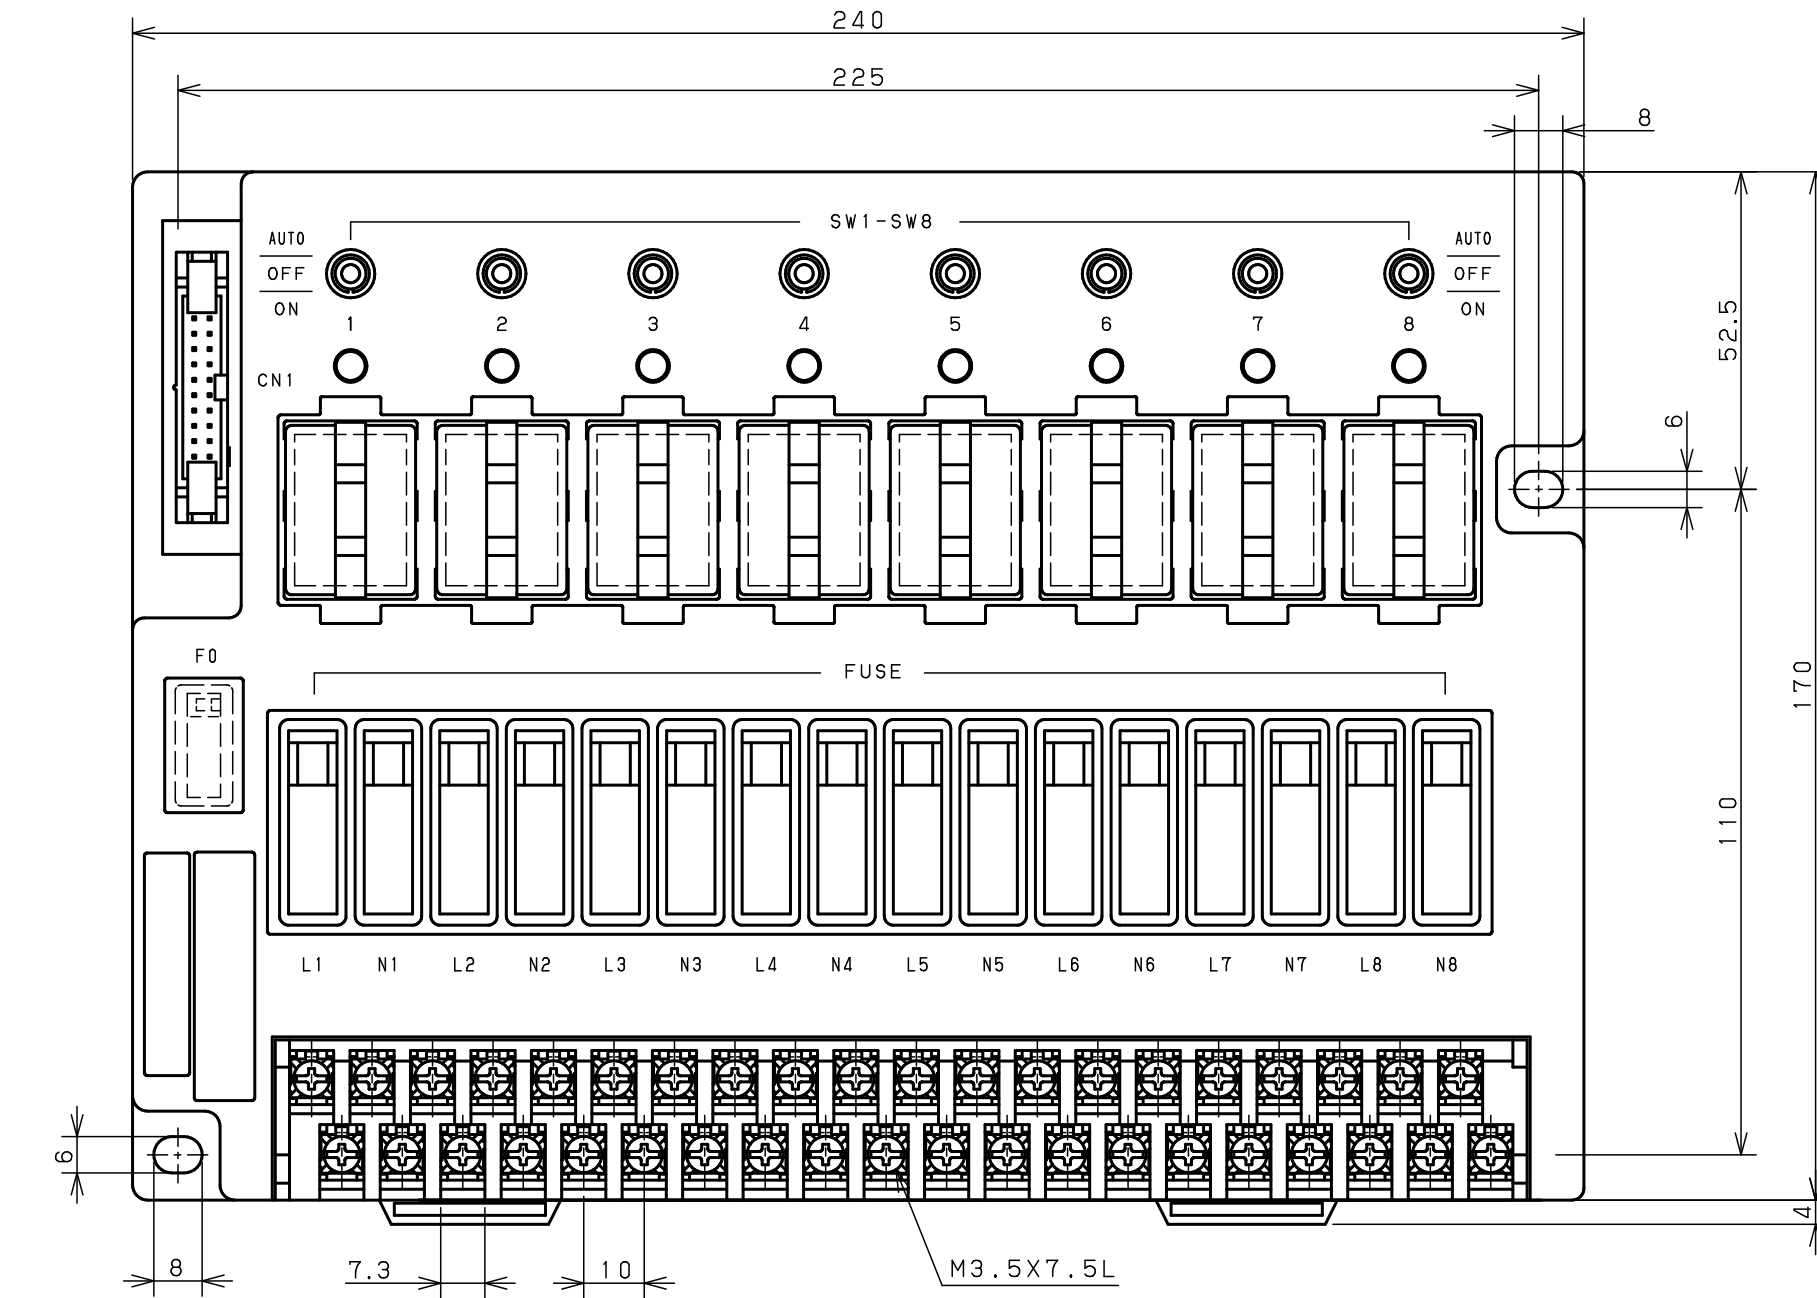 240
225
8
SW1-SW8
AUTO
OFF
ON
AUTO
OFF
ON
1 2 3 4 5 6 7 8
CN1
52.5
6
F0
FUSE
170
110
L1 N1 L2 N2 L3 N3 L4 N4 L5 N5 L6 N6 L7 N7 L8 N8
6
8
7.3
10
M3.5X7.5L
4